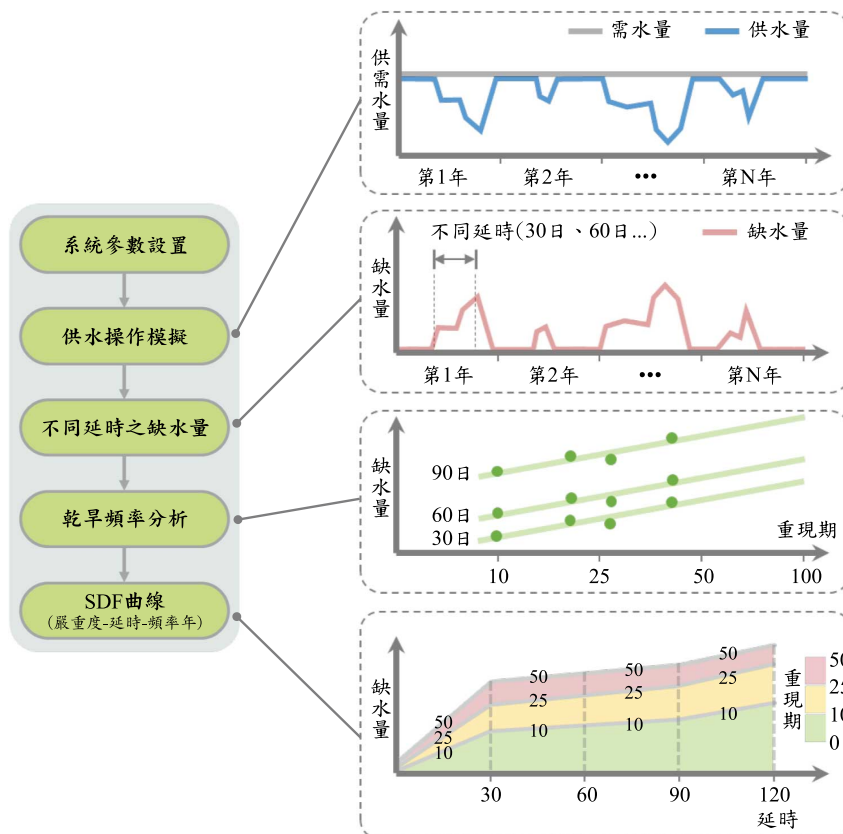 系統參數設置
供水操作模擬
不同延時之缺水量
乾旱頻率分析
SDF曲線
(嚴重度-延時-頻率年)
需水量 供水量
供需水量
第1年 第2年 ••• 第N年
不同延時(30日、60日...) 缺水量
缺水量
第1年 第2年 ••• 第N年
缺水量
90日
60日
30日
重現期
10 25 50 100
缺水量
50 50 50 50
25 25 25 25
10 10 10 10
重現期
50
25
10
0
30 60 90 120
延時